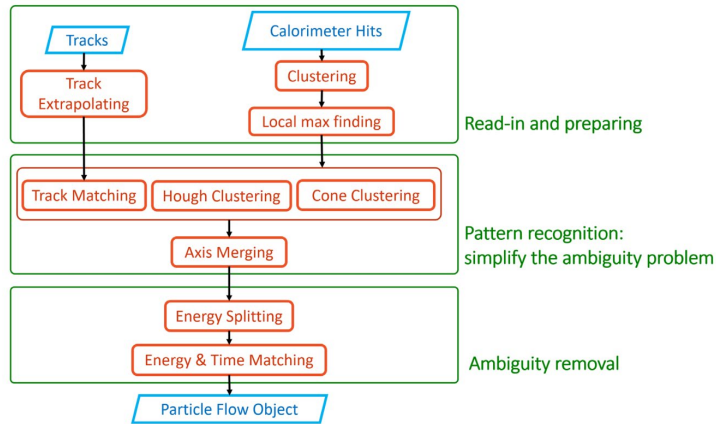 Tracks
Calorimeter Hits
Track
Extrapolating
Clustering
Local max finding
Read-in and preparing
Track Matching
Hough Clustering
Cone Clustering
Axis Merging
Pattern recognition:
simplify the ambiguity problem
Energy Splitting
Energy & Time Matching
Ambiguity removal
Particle Flow Object